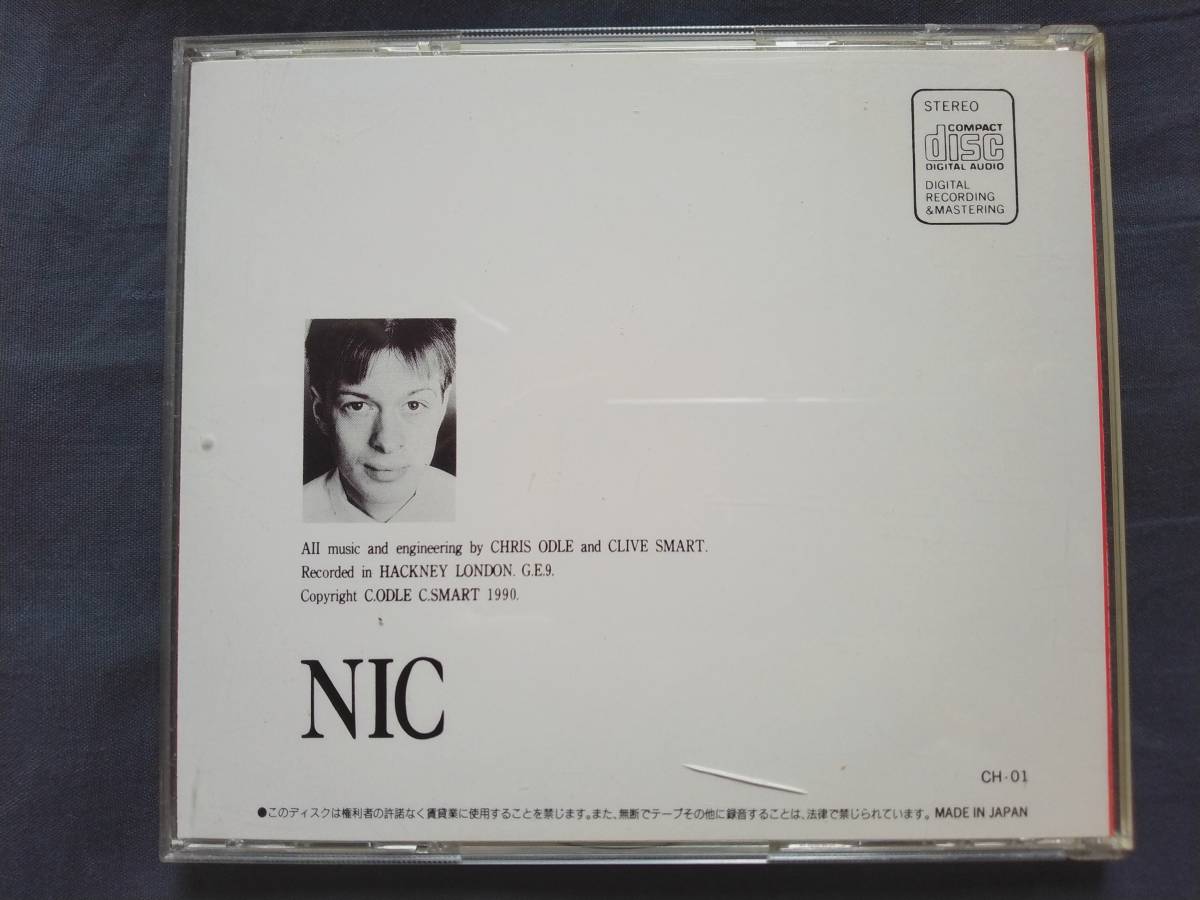 STEREO
COMPACT
disc
DIGITAL AUDIO
DIGITAL
RECORDING
&MASTERING
All music and engineering by CHRIS ODLE and CLIVE SMART.
Recorded in HACKNEY LONDON. G.E.9.
Copyright C.ODLE C.SMART 1990.
NIC
CH-01
●このディスクは権利者の許諾なく賃貸業に使用することを禁じます。また、無断でテープその他に録音することは、法律で禁じられています。 MADE IN JAPAN